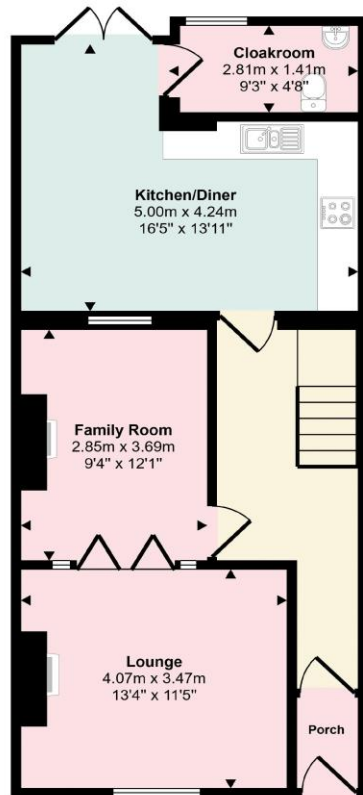 Cloakroom
2.81m x 1.41m
9'3" x 4'8"
Kitchen/Diner
5.00m x 4.24m
16'5" x 13'11"
Family Room
2.85m x 3.69m
9'4" x 12'1"
Lounge
4.07m x 3.47m
13'4" x 11'5"
Porch